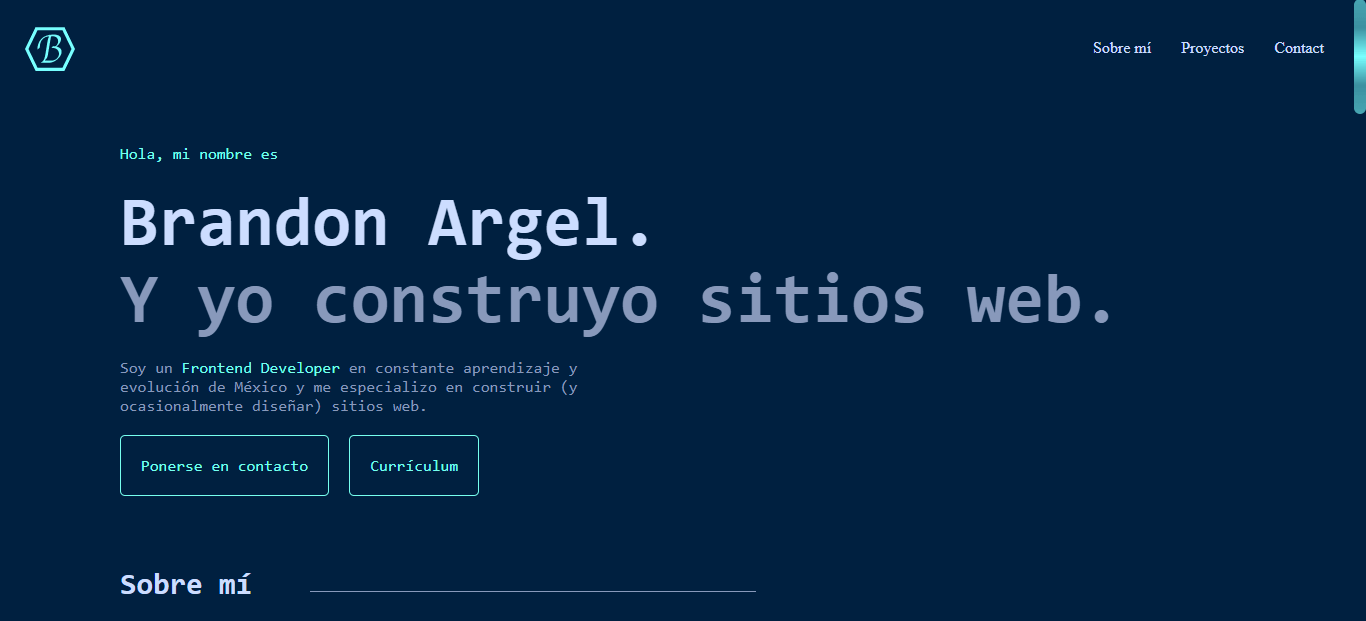 B
Sobre mí
Proyectos
Contact
Hola, mi nombre es
Brandon Argel.
Y yo construyo sitios web.
Soy un Frontend Developer en constante aprendizaje y
evolución de México y me especializo en construir (y
ocasionalmente diseñar) sitios web.
Ponerse en contacto
Currículum
Sobre mí